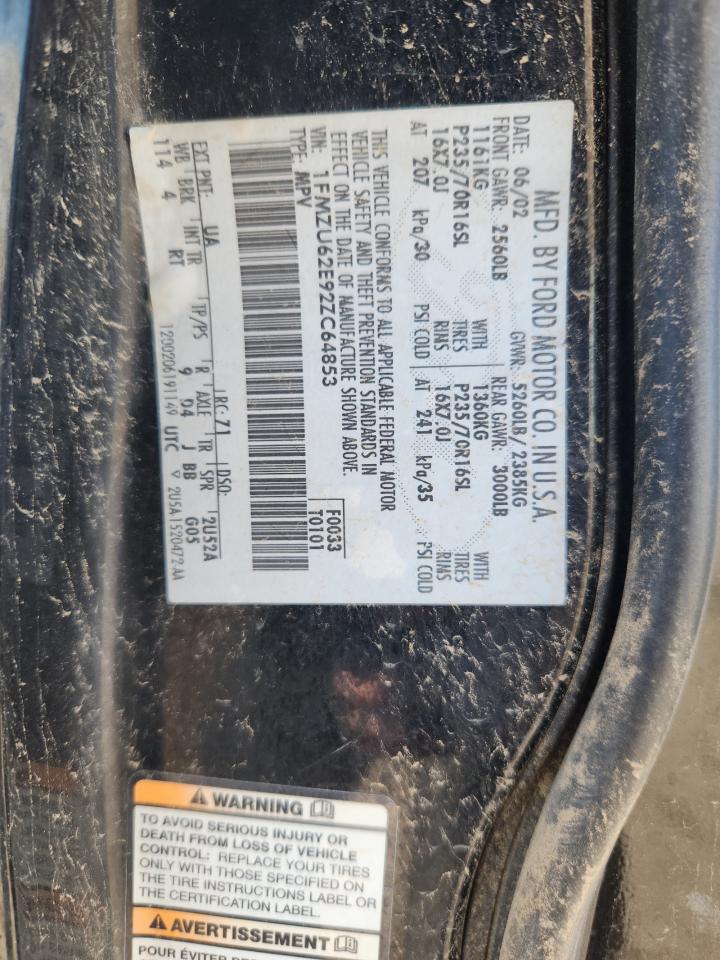 MFD. BY FORD MOTOR CO. IN U.S.A.
DATE: 06/02 GVWR: 5260LB/ 2385KG
FRONT GAWR: 2560LB REAR GAWR: 3000LB
1161KG WITH 1360KG WITH
P235/70R16SL TIRES P235/70R16SL TIRES
16X7.0J RIMS 16X7.0J RIMS
AT 207 kPa/30 PSI COLD AT 241 kPa/35 PSI COLD
THIS VEHICLE CONFORMS TO ALL APPLICABLE FEDERAL MOTOR
VEHICLE SAFETY AND THEFT PREVENTION STANDARDS IN
EFFECT ON THE DATE OF MANUFACTURE SHOWN ABOVE.
VIN: 1FMZU62E92ZC64853
TYPE: MPV
F0033
T0101
EXT PNT: UA RC: 71 DSO: 2U52A
WB BRK INT TR TP/PS R AXLE TR SPR
114 4 RT 9 D4 J BB G03
12002061911 69 UTC ▽ 2U5A1520472AA
⚠ WARNING
TO AVOID SERIOUS INJURY OR
DEATH FROM LOSS OF VEHICLE
CONTROL: REPLACE YOUR TIRES
ONLY WITH THOSE SPECIFIED ON
THE TIRE INSTRUCTIONS LABEL OR
THE CERTIFICATION LABEL.
⚠ AVERTISSEMENT
POUR ÉVITER